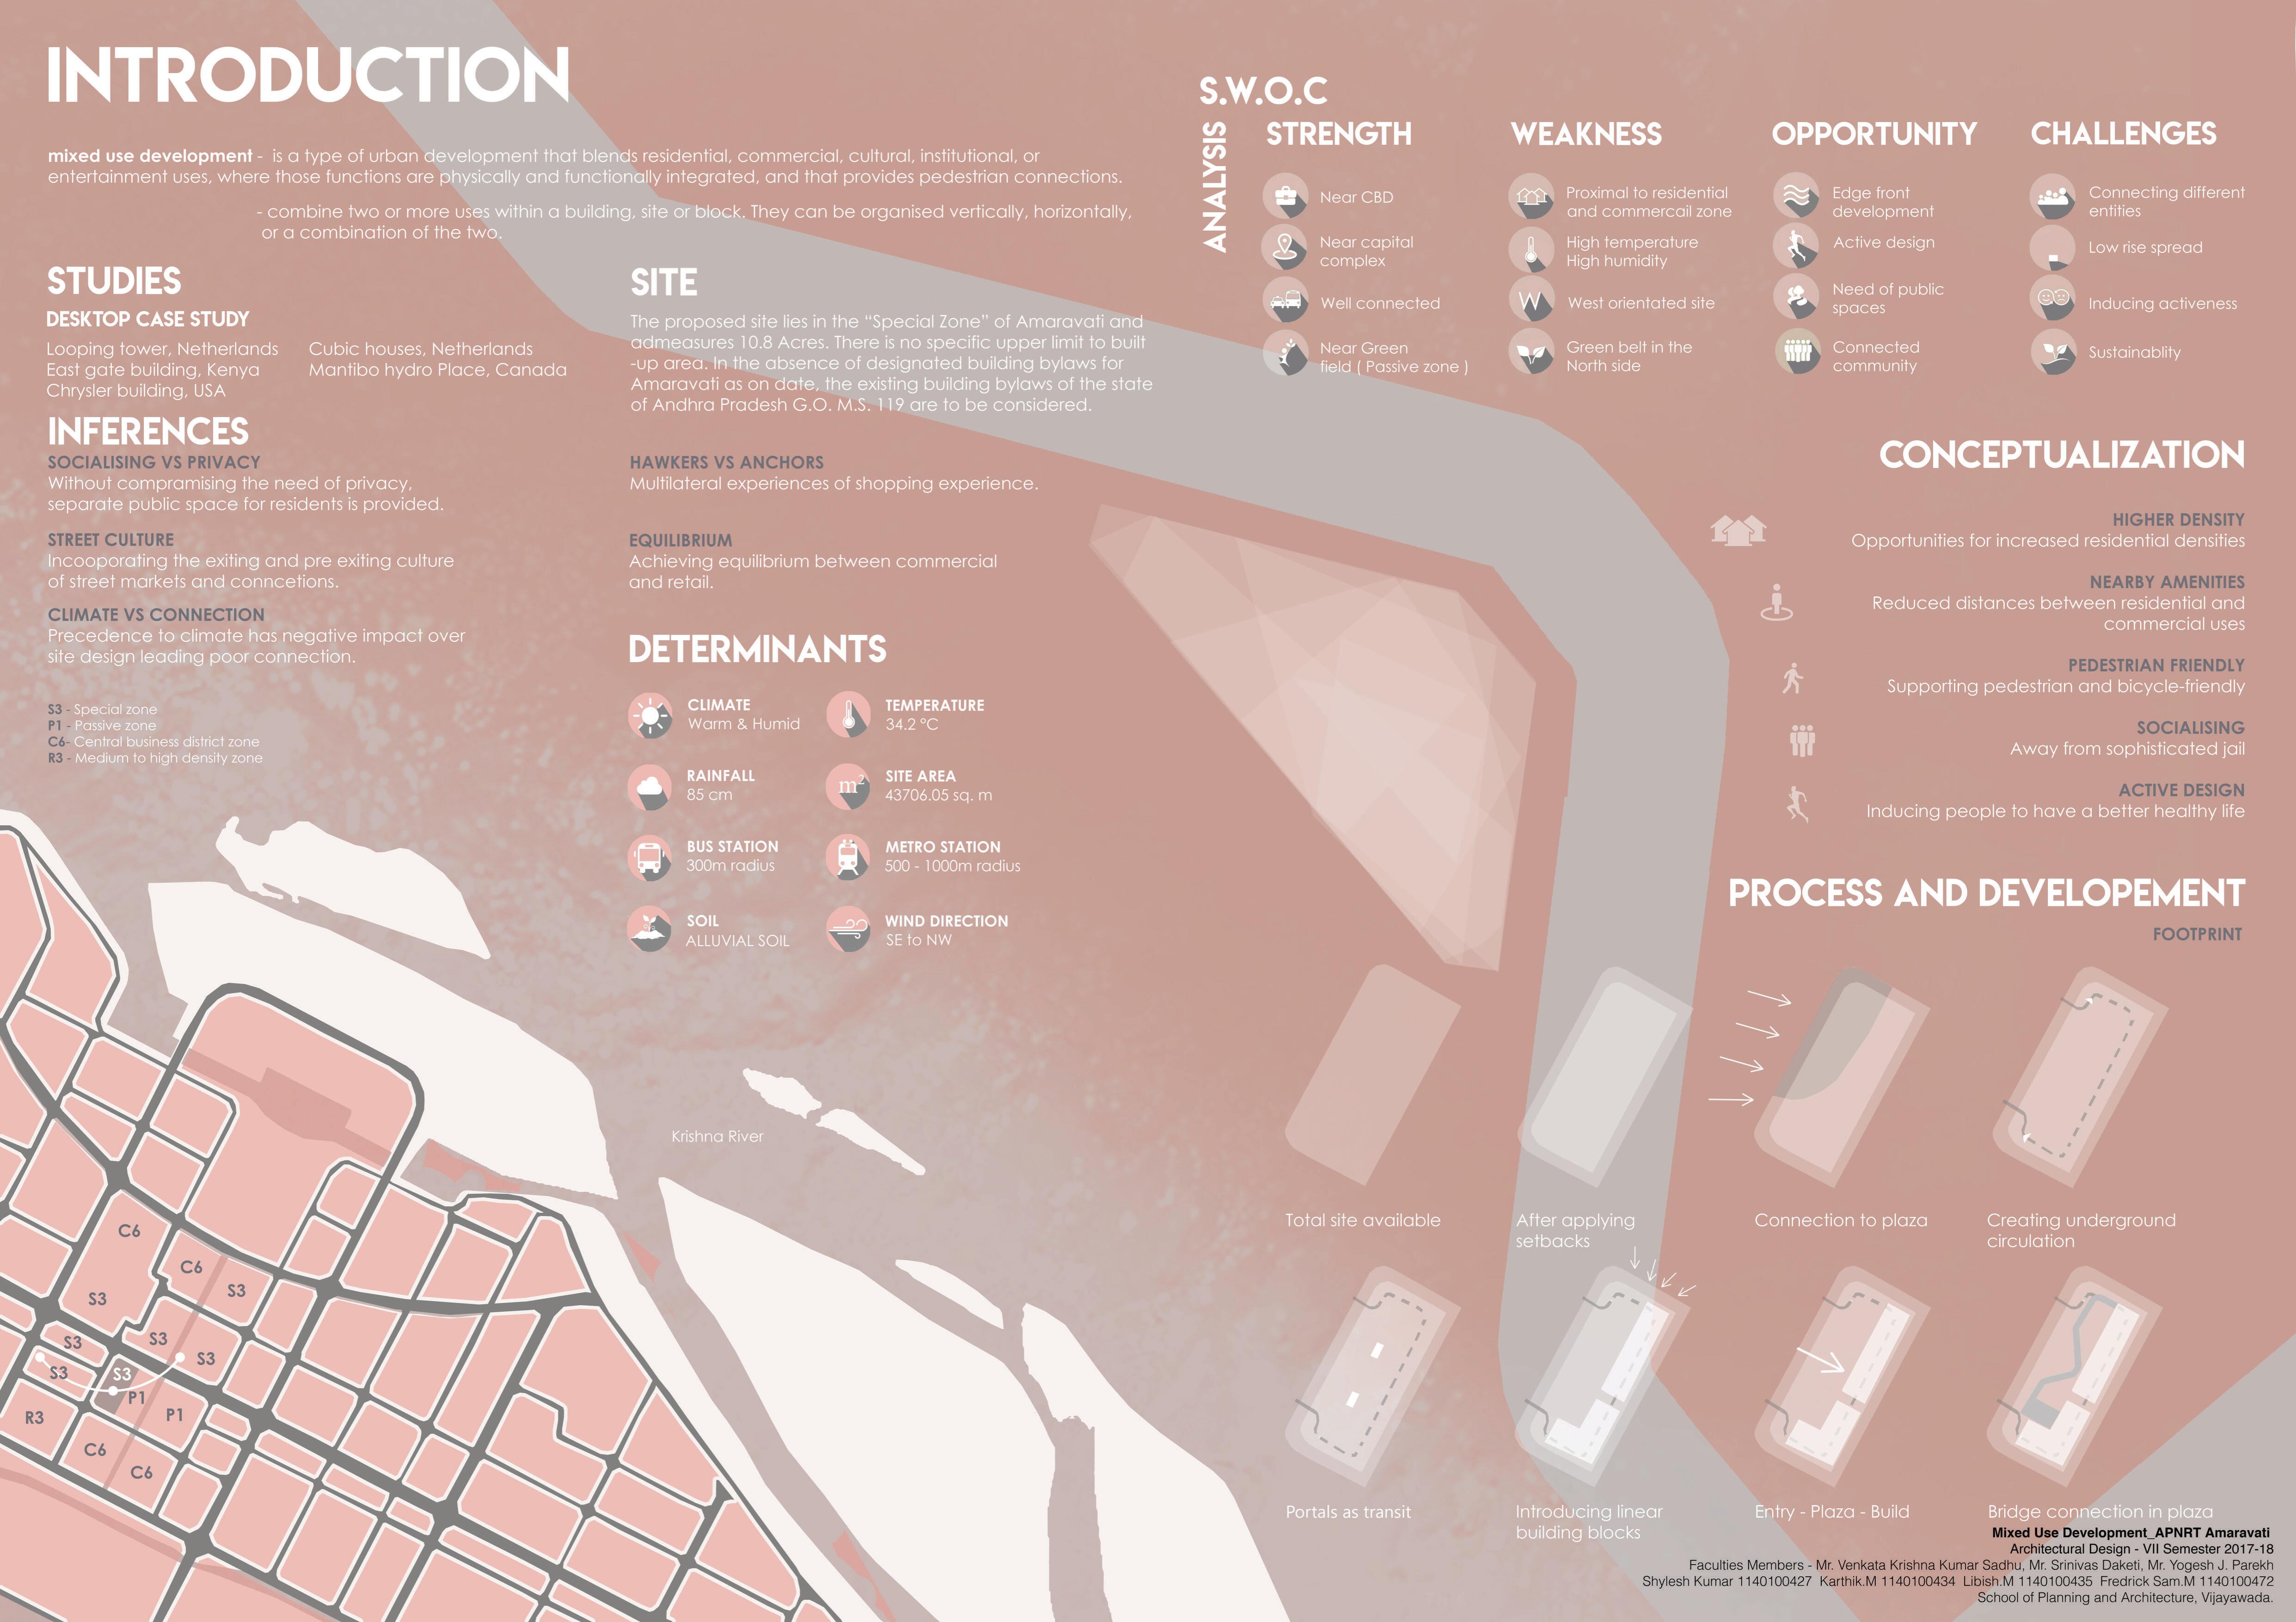 INTRODUCTION
mixed use development - is a type of urban development that blends residential, commercial, cultural, institutional, or
entertainment uses, where those functions are physically and functionally integrated, and that provides pedestrian connections.
- combine two or more uses within a building, site or block. They can be organised vertically, horizontally,
or a combination of the two.
STUDIES
DESKTOP CASE STUDY
Looping tower, Netherlands
East gate building, Kenya
Chrysler building, USA
Cubic houses, Netherlands
Mantibo hydro Place, Canada
SITE
The proposed site lies in the “Special Zone” of Amaravati and
admeasures 10.8 Acres. There is no specific upper limit to built
-up area. In the absence of designated building bylaws for
Amaravati as on date, the existing building bylaws of the state
of Andhra Pradesh G.O. M.S. 119 are to be considered.
INFERENCES
SOCIALISING VS PRIVACY
Without compramising the need of privacy,
separate public space for residents is provided.
STREET CULTURE
Incooporating the exiting and pre exiting culture
of street markets and conncetions.
CLIMATE VS CONNECTION
Precedence to climate has negative impact over
site design leading poor connection.
HAWKERS VS ANCHORS
Multilateral experiences of shopping experience.
EQUILIBRIUM
Achieving equilibrium between commercial
and retail.
S3 - Special zone
P1 - Passive zone
C6- Central business district zone
R3 - Medium to high density zone
DETERMINANTS
CLIMATE
Warm & Humid
TEMPERATURE
34.2 °C
RAINFALL
85 cm
m2
SITE AREA
43706.05 sq. m
BUS STATION
300m radius
METRO STATION
500 - 1000m radius
SOIL
ALLUVIAL SOIL
WIND DIRECTION
SE to NW
Krishna River
C6
C6
S3
S3
S3
S3
S3
S3
S3
P1
P1
R3
C6
C6
S.W.O.C
ANALYSIS
STRENGTH
Near CBD
Near capital
complex
Well connected
Near Green
field ( Passive zone )
WEAKNESS
Proximal to residential
and commercail zone
High temperature
High humidity
W
West orientated site
Green belt in the
North side
OPPORTUNITY
Edge front
development
Active design
Need of public
spaces
Connected
community
CHALLENGES
Connecting different
entities
Low rise spread
Inducing activeness
Sustainablity
CONCEPTUALIZATION
HIGHER DENSITY
Opportunities for increased residential densities
NEARBY AMENITIES
Reduced distances between residential and
commercial uses
PEDESTRIAN FRIENDLY
Supporting pedestrian and bicycle-friendly
SOCIALISING
Away from sophisticated jail
ACTIVE DESIGN
Inducing people to have a better healthy life
PROCESS AND DEVELOPEMENT
FOOTPRINT
Total site available
After applying
setbacks
Connection to plaza
Creating underground
circulation
Portals as transit
Introducing linear
building blocks
Entry - Plaza - Build
Bridge connection in plaza
Mixed Use Development_APNRT Amaravati
Architectural Design - VII Semester 2017-18
Faculties Members - Mr. Venkata Krishna Kumar Sadhu, Mr. Srinivas Daketi, Mr. Yogesh J. Parekh
Shylesh Kumar 1140100427 Karthik.M 1140100434 Libish.M 1140100435 Fredrick Sam.M 1140100472
School of Planning and Architecture, Vijayawada.